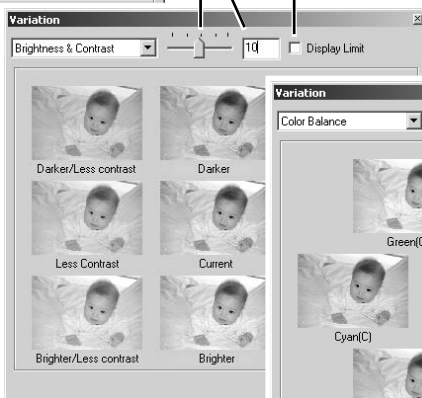 Variation
Brightness & Contrast
10
Display Limit
Variation
Color Balance
Darker/Less contrast
Darker
Less Contrast
Current
Brighter/Less contrast
Brighter
Green(
Cyan(C)